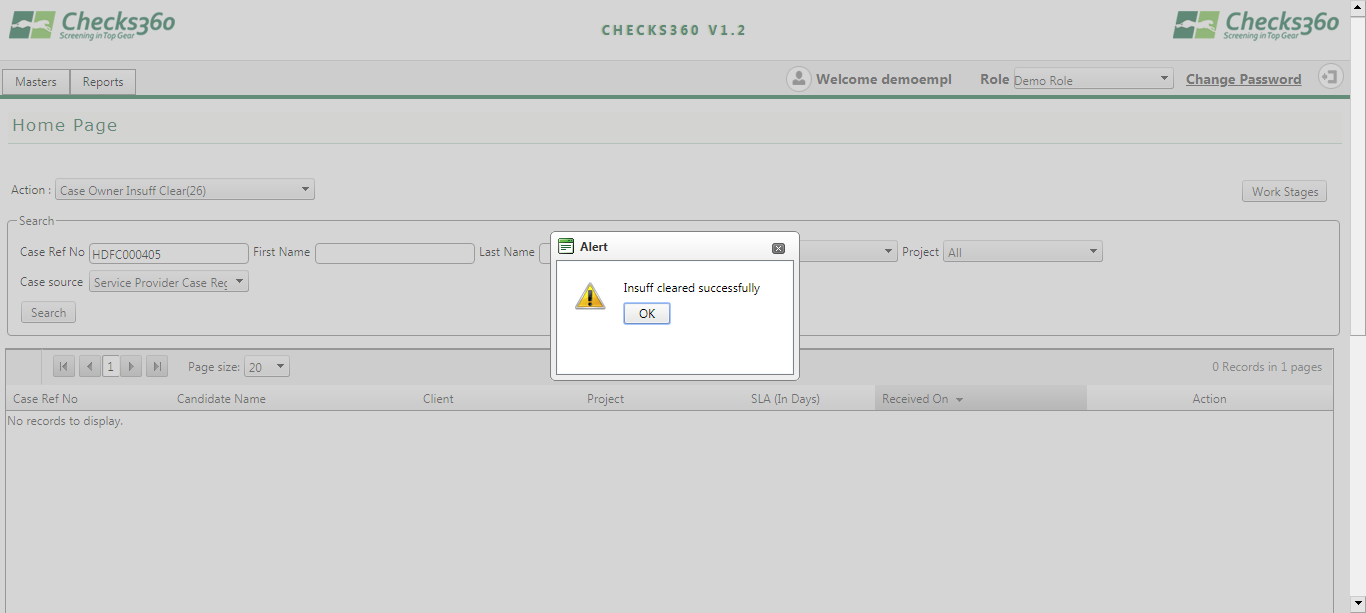 Checks360
Screening in Top Gear
CHECKS360 V1.2
Checks360
Screening in Top Gear
Masters
Reports
Welcome demoempl
Role
Demo Role
Change Password
Home Page
Action :
Case Owner Insuff Clear(26)
Work Stages
Search
Case Ref No
HDFC000405
First Name
Last Name
Project
All
Case source
Service Provider Case Reg
Search
Alert
Insuff cleared successfully
OK
1
Page size:
20
0 Records in 1 pages
Case Ref No
Candidate Name
Client
Project
SLA (In Days)
Received On
Action
No records to display.